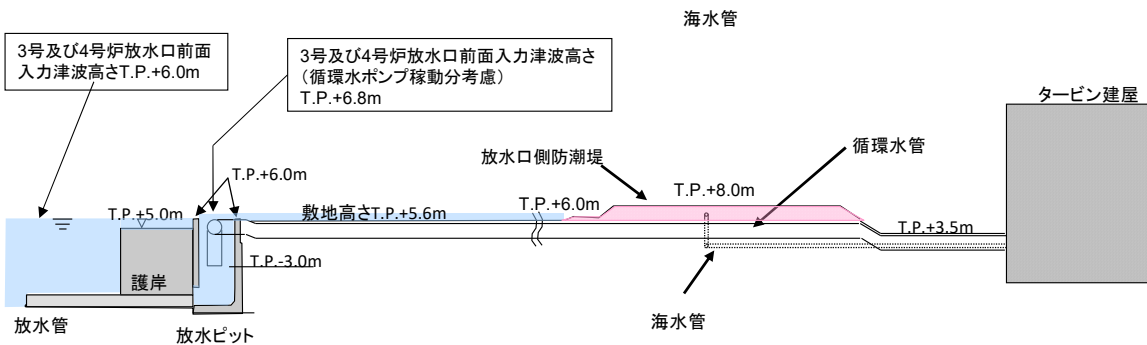 海水管
3号及び4号炉放水口前面
入力津波高さT.P.+6.0m
3号及び4号炉放水口前面入力津波高さ
（循環水ポンプ稼動分考慮）
T.P.+6.8m
タービン建屋
循環水管
放水口側防潮堤
T.P.+8.0m
T.P.+6.0m
T.P.+5.0m
敷地高さT.P.+5.6m
T.P.+6.0m
T.P.+3.5m
T.P.-3.0m
護岸
放水管
放水ピット
海水管